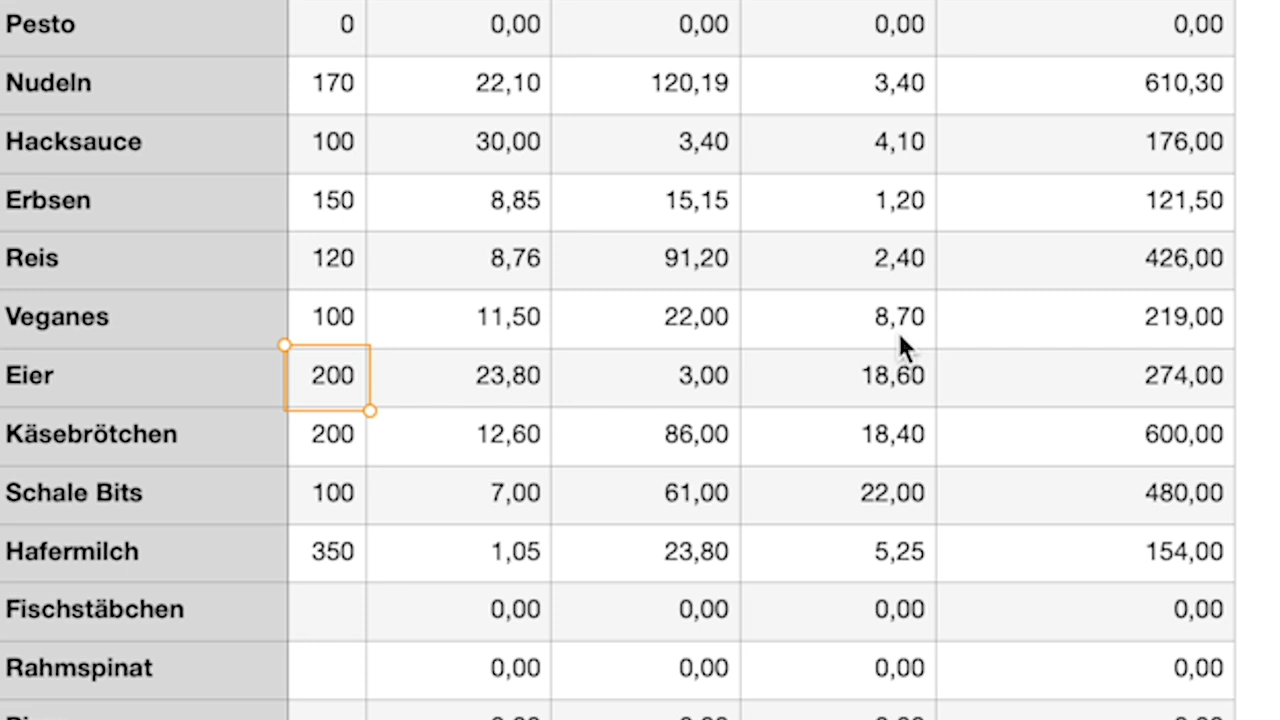 Pesto 0 0,00 0,00 0,00 0,00
Nudeln 170 22,10 120,19 3,40 610,30
Hacksauce 100 30,00 3,40 4,10 176,00
Erbsen 150 8,85 15,15 1,20 121,50
Reis 120 8,76 91,20 2,40 426,00
Veganes 100 11,50 22,00 8,70 219,00
Eier 200 23,80 3,00 18,60 274,00
Käsebrötchen 200 12,60 86,00 18,40 600,00
Schale Bits 100 7,00 61,00 22,00 480,00
Hafermilch 350 1,05 23,80 5,25 154,00
Fischstäbchen 0,00 0,00 0,00 0,00
Rahmspinat 0,00 0,00 0,00 0,00